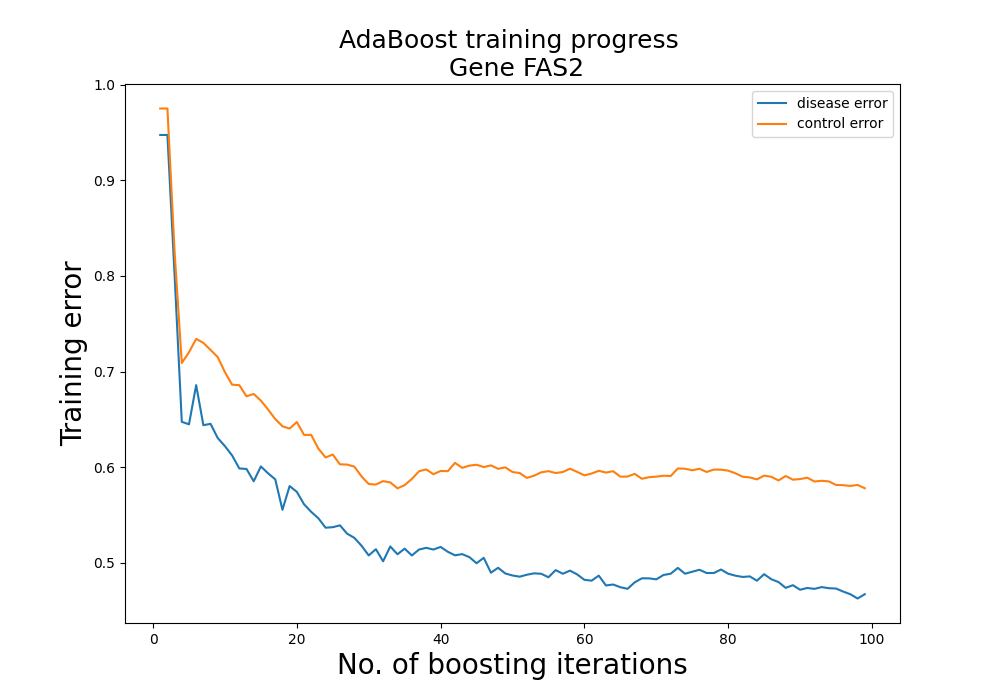 AdaBoost training progress
Gene FAS2
disease error
control error
Training error
1.0
0.9
0.8
0.7
0.6
0.5
0
20
40
60
80
100
No. of boosting iterations